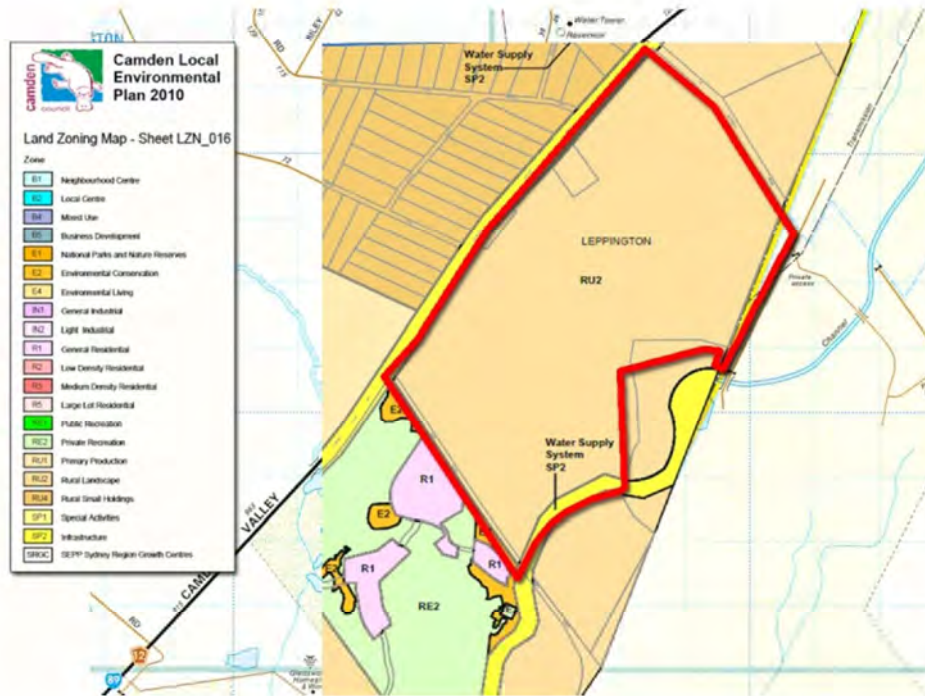 camden
COUNCIL
Camden Local
Environmental
Plan 2010
Land Zoning Map - Sheet LZN_016
Zone
B1 Neighbourhood Centre
B2 Local Centre
B4 Mixed Use
B5 Business Development
E1 National Parks and Nature Reserves
E2 Environmental Conservation
E4 Environmental Living
IN1 General Industrial
IN2 Light Industrial
R1 General Residential
R2 Low Density Residential
R3 Medium Density Residential
R5 Large Lot Residential
RE1 Public Recreation
RE2 Private Recreation
RU1 Primary Production
RU2 Rural Landscape
RU4 Rural Small Holdings
SP1 Special Activities
SP2 Infrastructure
SRGC SEPP Sydney Region Growth Centres
RD
Water Tower
Reservoir
Water Supply
System
SP2
Transmission
LEPPINGTON
RU2
Private
access
Channel
E2
R1
Water Supply
System
SP2
E2
R1
R1
RE2
VALLEY
RD
12
89